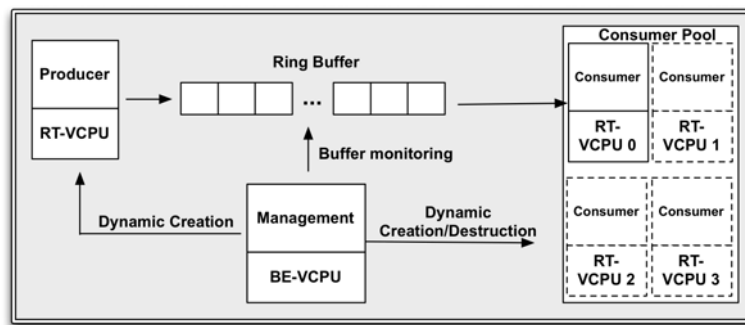 Consumer Pool
Producer
RT-VCPU
Ring Buffer
...
Consumer
RT-
VCPU 0
Consumer
RT-
VCPU 1
Buffer monitoring
Dynamic Creation
Management
BE-VCPU
Dynamic
Creation/Destruction
Consumer
RT-
VCPU 2
Consumer
RT-
VCPU 3